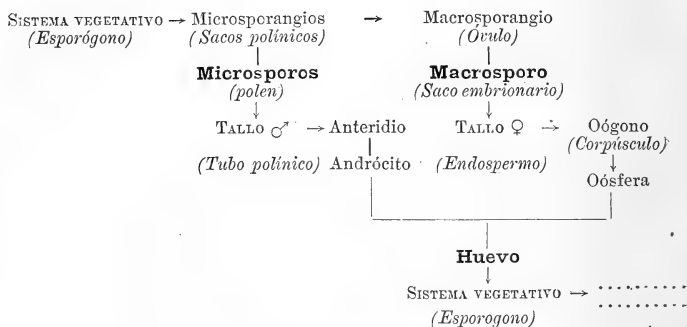 SISTEMA VEGETATIVO → Microsporangios → Macrosporangio
(Esporógono) (Sacos polínicos) (Óvulo)
Microsporos Macrosporo
(polen) (Saco embrionario)
TALLO ♂ → Anteridio TALLO ♀ → Oógono
(Corpúsculo)
(Tubo polínico) Andrócito (Endospermo)
Oósfera
Huevo
SISTEMA VEGETATIVO →
(Esporogono)